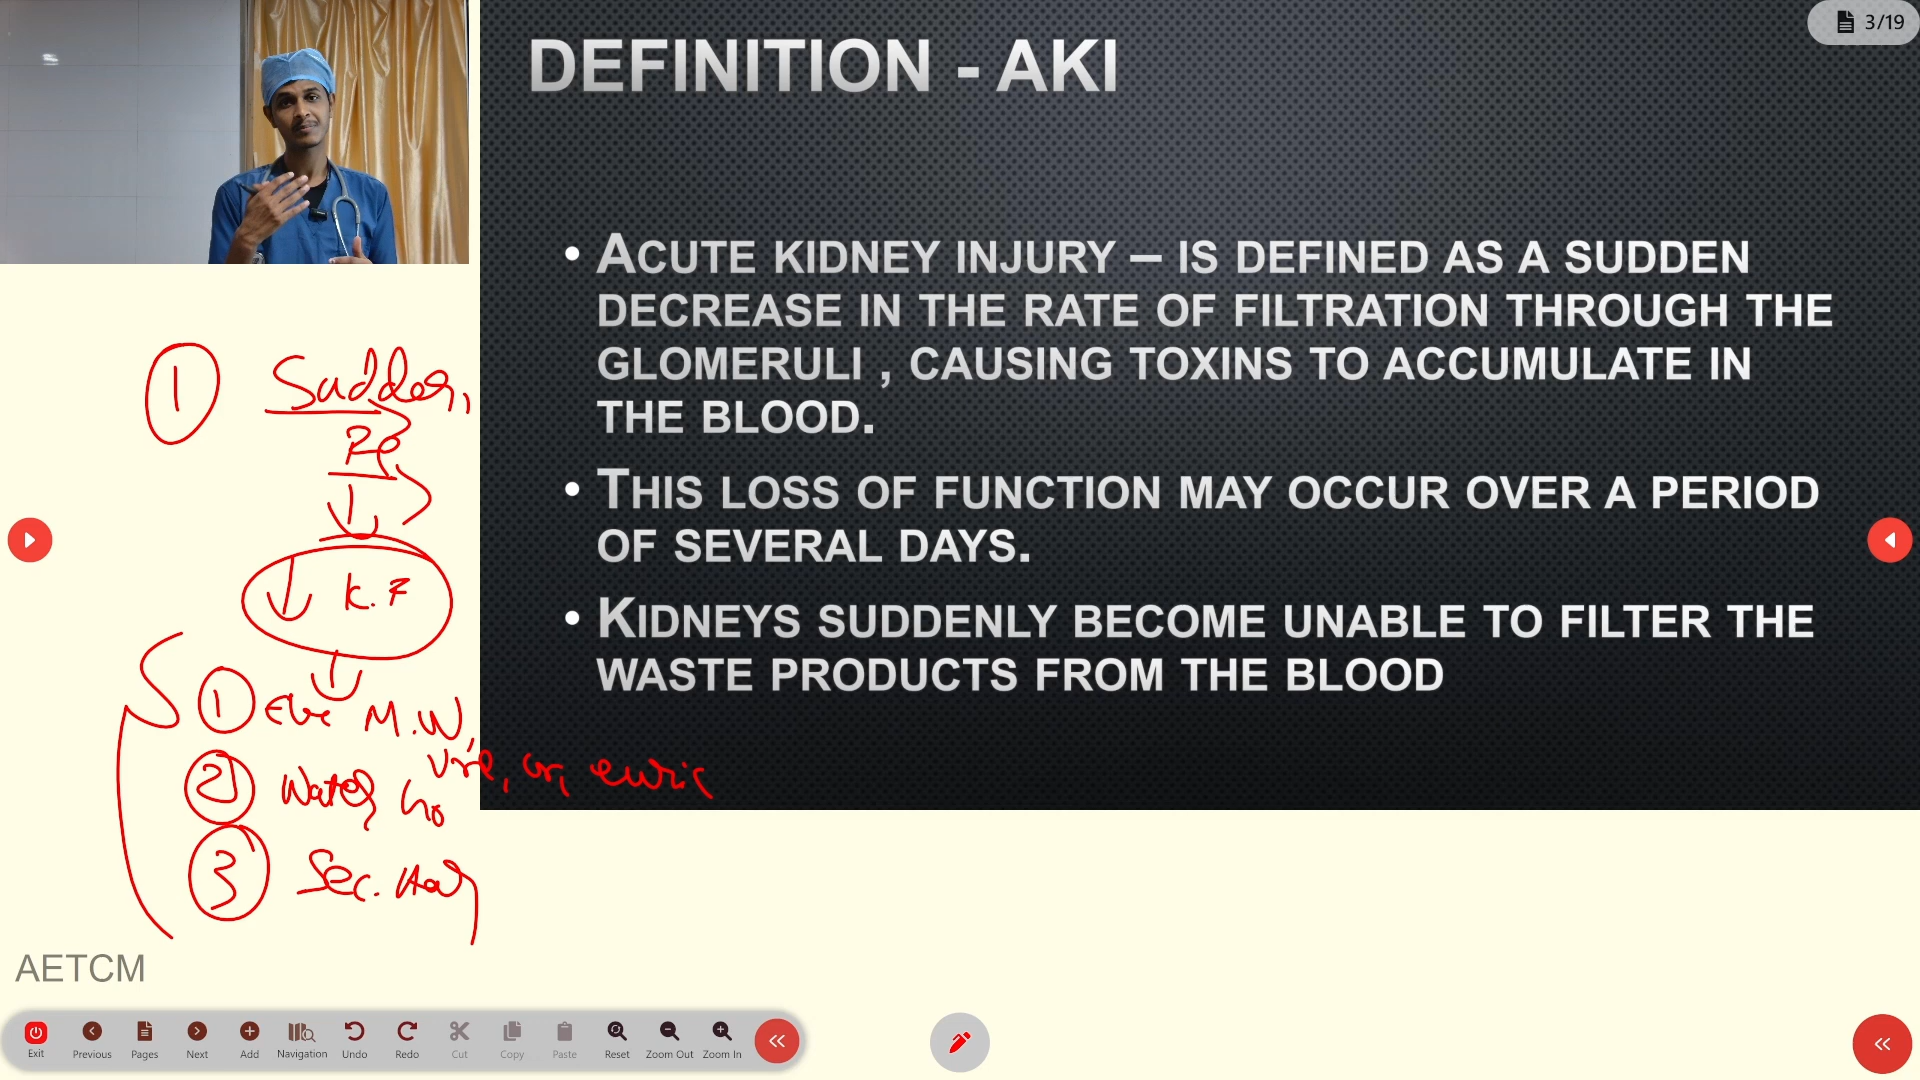 3/19
DEFINITION - AKI
• ACUTE KIDNEY INJURY – IS DEFINED AS A SUDDEN
DECREASE IN THE RATE OF FILTRATION THROUGH THE
GLOMERULI , CAUSING TOXINS TO ACCUMULATE IN
THE BLOOD.
• THIS LOSS OF FUNCTION MAY OCCUR OVER A PERIOD
OF SEVERAL DAYS.
• KIDNEYS SUDDENLY BECOME UNABLE TO FILTER THE
WASTE PRODUCTS FROM THE BLOOD
1 Sudden,
↓
↓ K.F
↓
1 M.W,
2 Water
3 Sec.
AETCM
Exit Previous Pages Next Add Navigation Undo Redo Cut Copy Paste Reset Zoom Out Zoom In